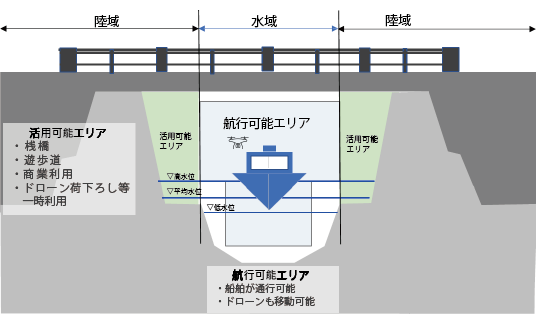 陸域
水域
陸域
航行可能エリア
活用可能
エリア
活用可能
エリア
活用可能エリア
・桟橋
・遊歩道
・商業利用
・ドローン荷下ろし等
一時利用
▽高水位
▽平均水位
▽低水位
航行可能エリア
・船舶が通行可能
・ドローンも移動可能